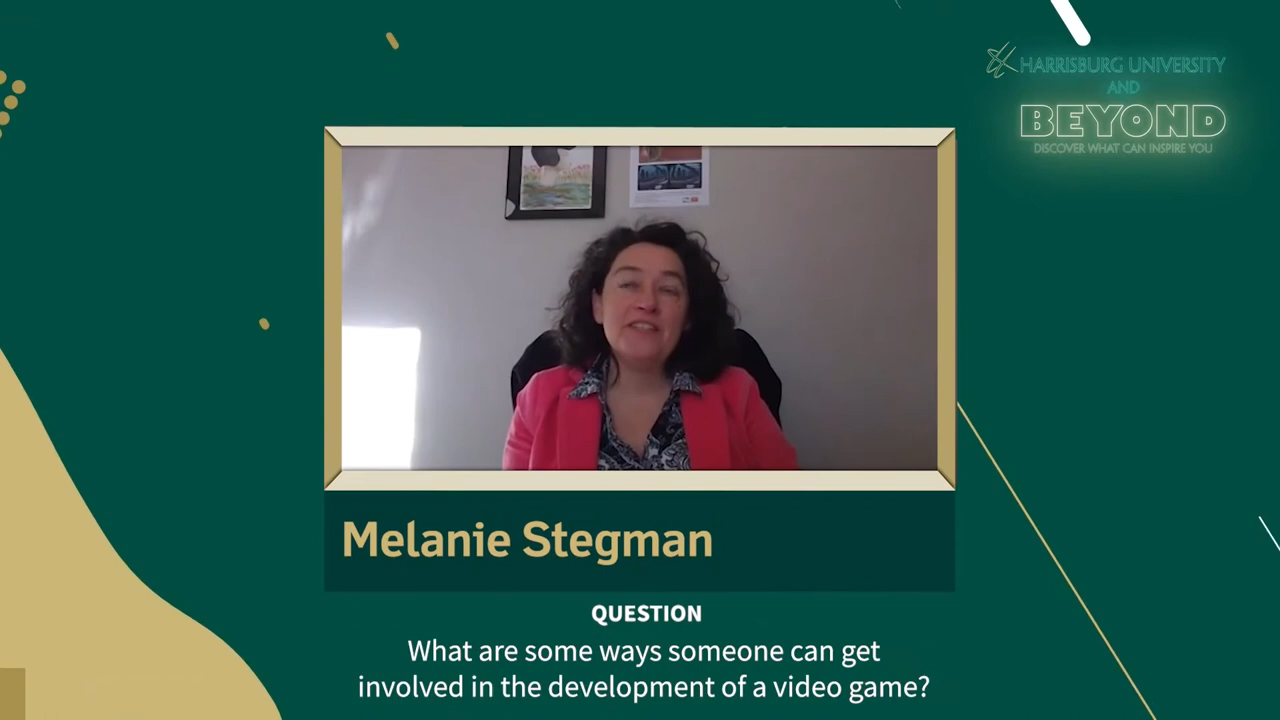 HARRISBURG UNIVERSITY
AND
BEYOND
DISCOVER WHAT CAN INSPIRE YOU
Melanie Stegman
QUESTION
What are some ways someone can get
involved in the development of a video game?